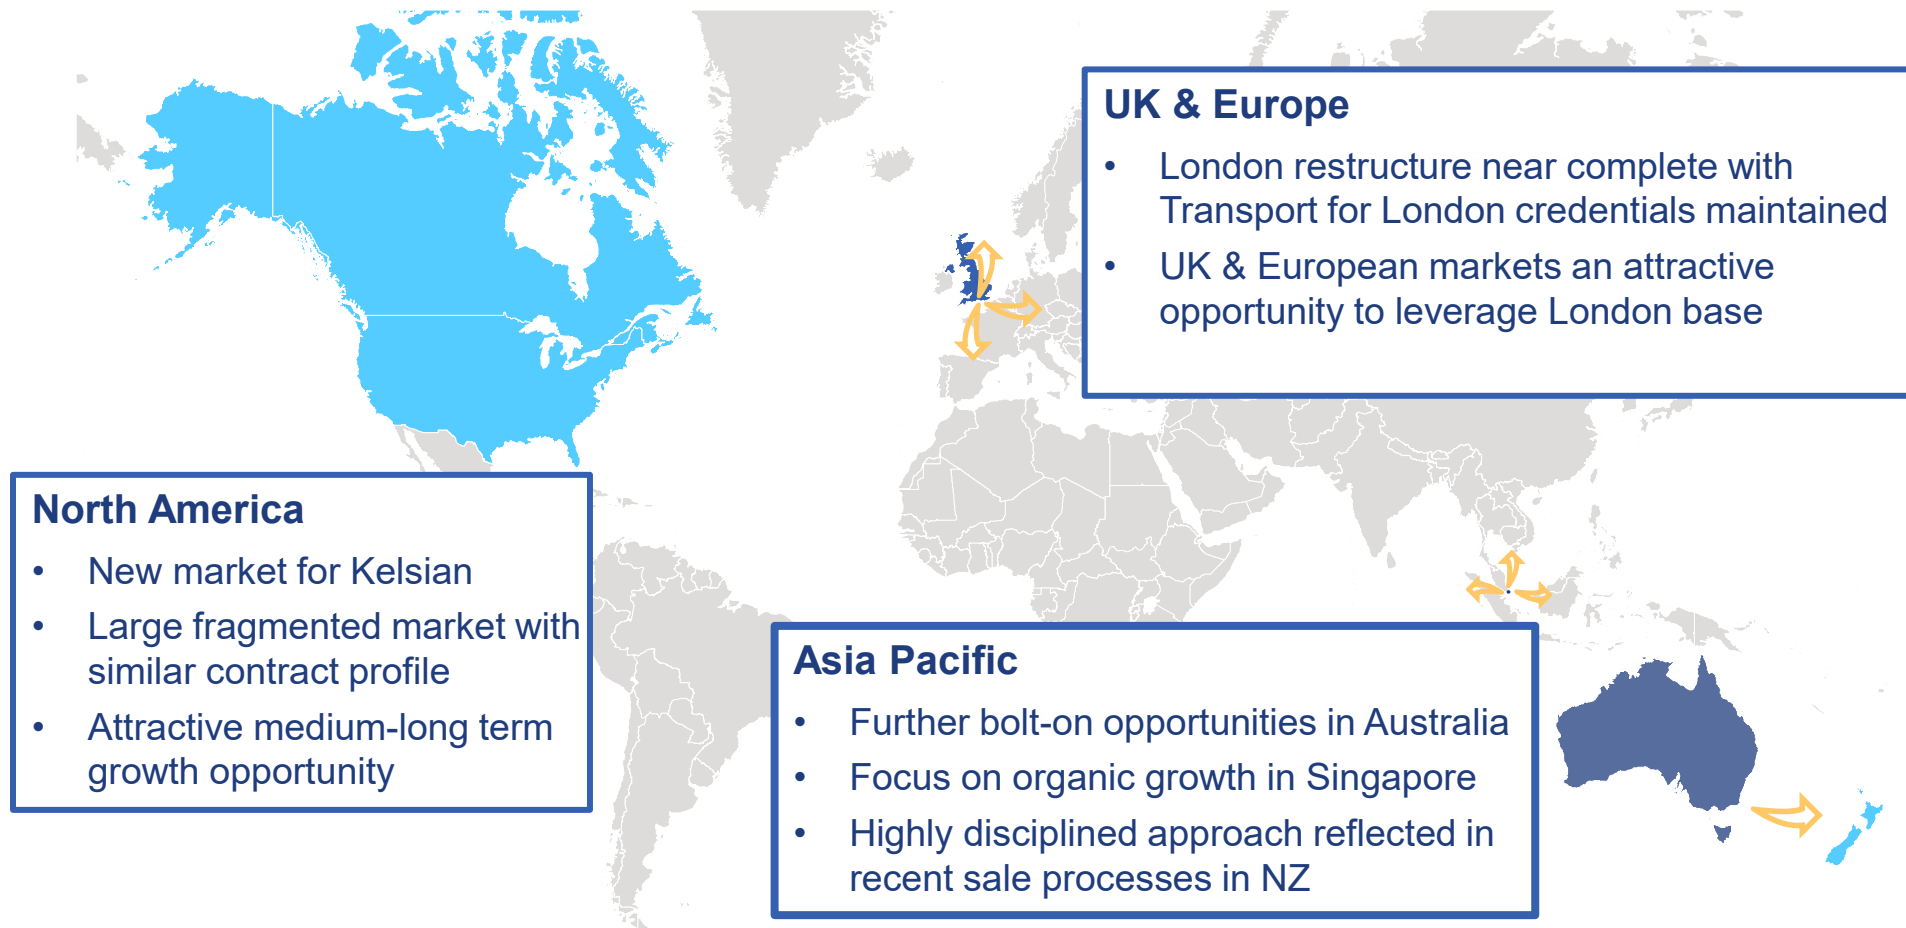 UK & Europe
• London restructure near complete with
Transport for London credentials maintained
• UK & European markets an attractive
opportunity to leverage London base
North America
• New market for Kelsian
• Large fragmented market with
similar contract profile
• Attractive medium-long term
growth opportunity
Asia Pacific
• Further bolt-on opportunities in Australia
• Focus on organic growth in Singapore
• Highly disciplined approach reflected in
recent sale processes in NZ